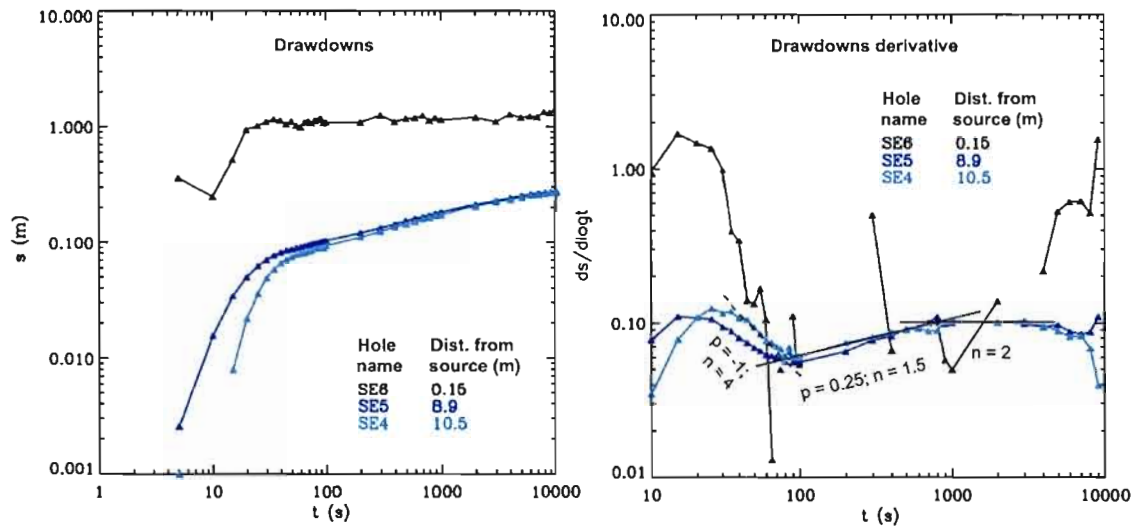 Drawdowns
10.000
1.000
0.100
0.010
0.001
s (m)
1
10
100
1000
10000
t (s)
Hole Dist. from
name source (m)
SE6 0.15
SE5 8.9
SE4 10.5
Drawdowns derivative
10.00
1.00
0.10
0.01
ds/dlogt
10
100
1000
10000
t (s)
Hole Dist. from
name source (m)
SE6 0.15
SE5 8.9
SE4 10.5
p = -1;
n = 4
p = 0.25; n = 1.5
n = 2